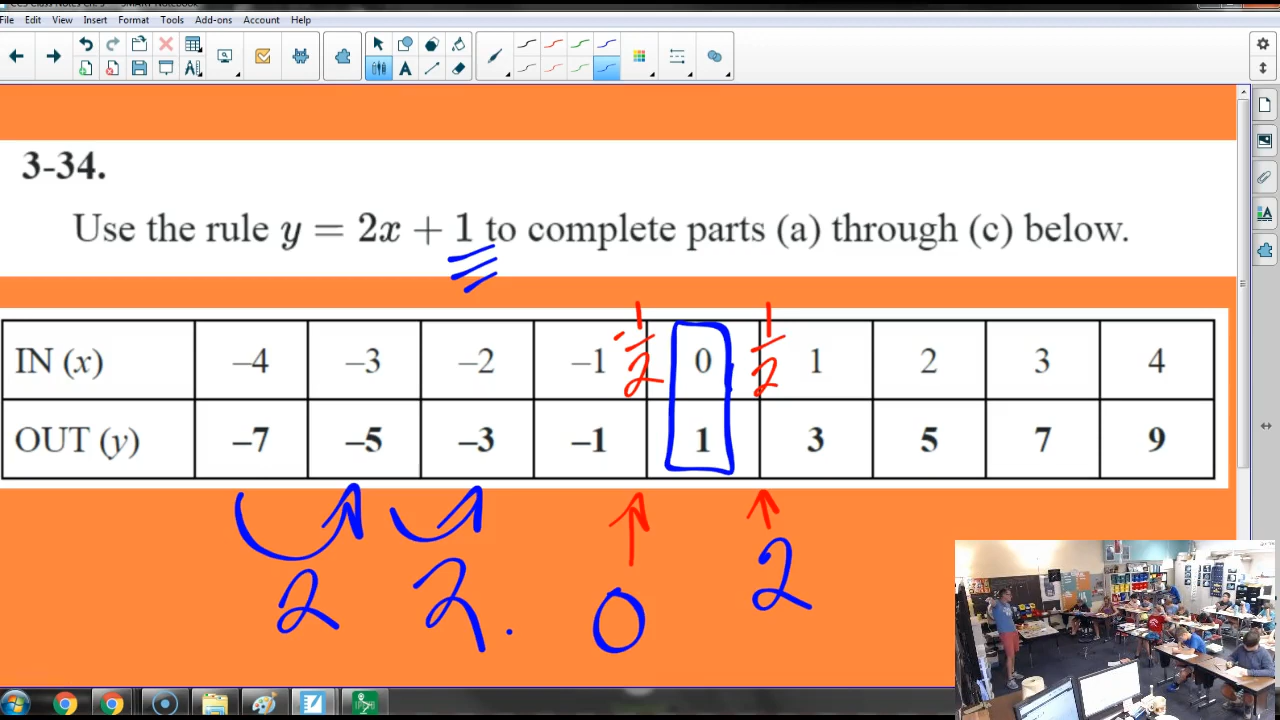 File Edit View Insert Format Tools Add-ons Account Help
3-34.
Use the rule y = 2x + 1 to complete parts (a) through (c) below.
IN (x) –4 –3 –2 –1 -1/2 0 1/2 1 2 3 4
OUT (y) –7 –5 –3 –1 1 3 5 7 9
2 2. 0 2